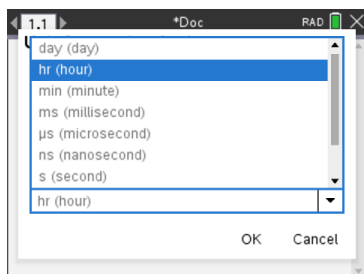 1.1
*Doc
RAD
day (day)
hr (hour)
min (minute)
ms (millisecond)
µs (microsecond)
ns (nanosecond)
s (second)
hr (hour)
OK
Cancel